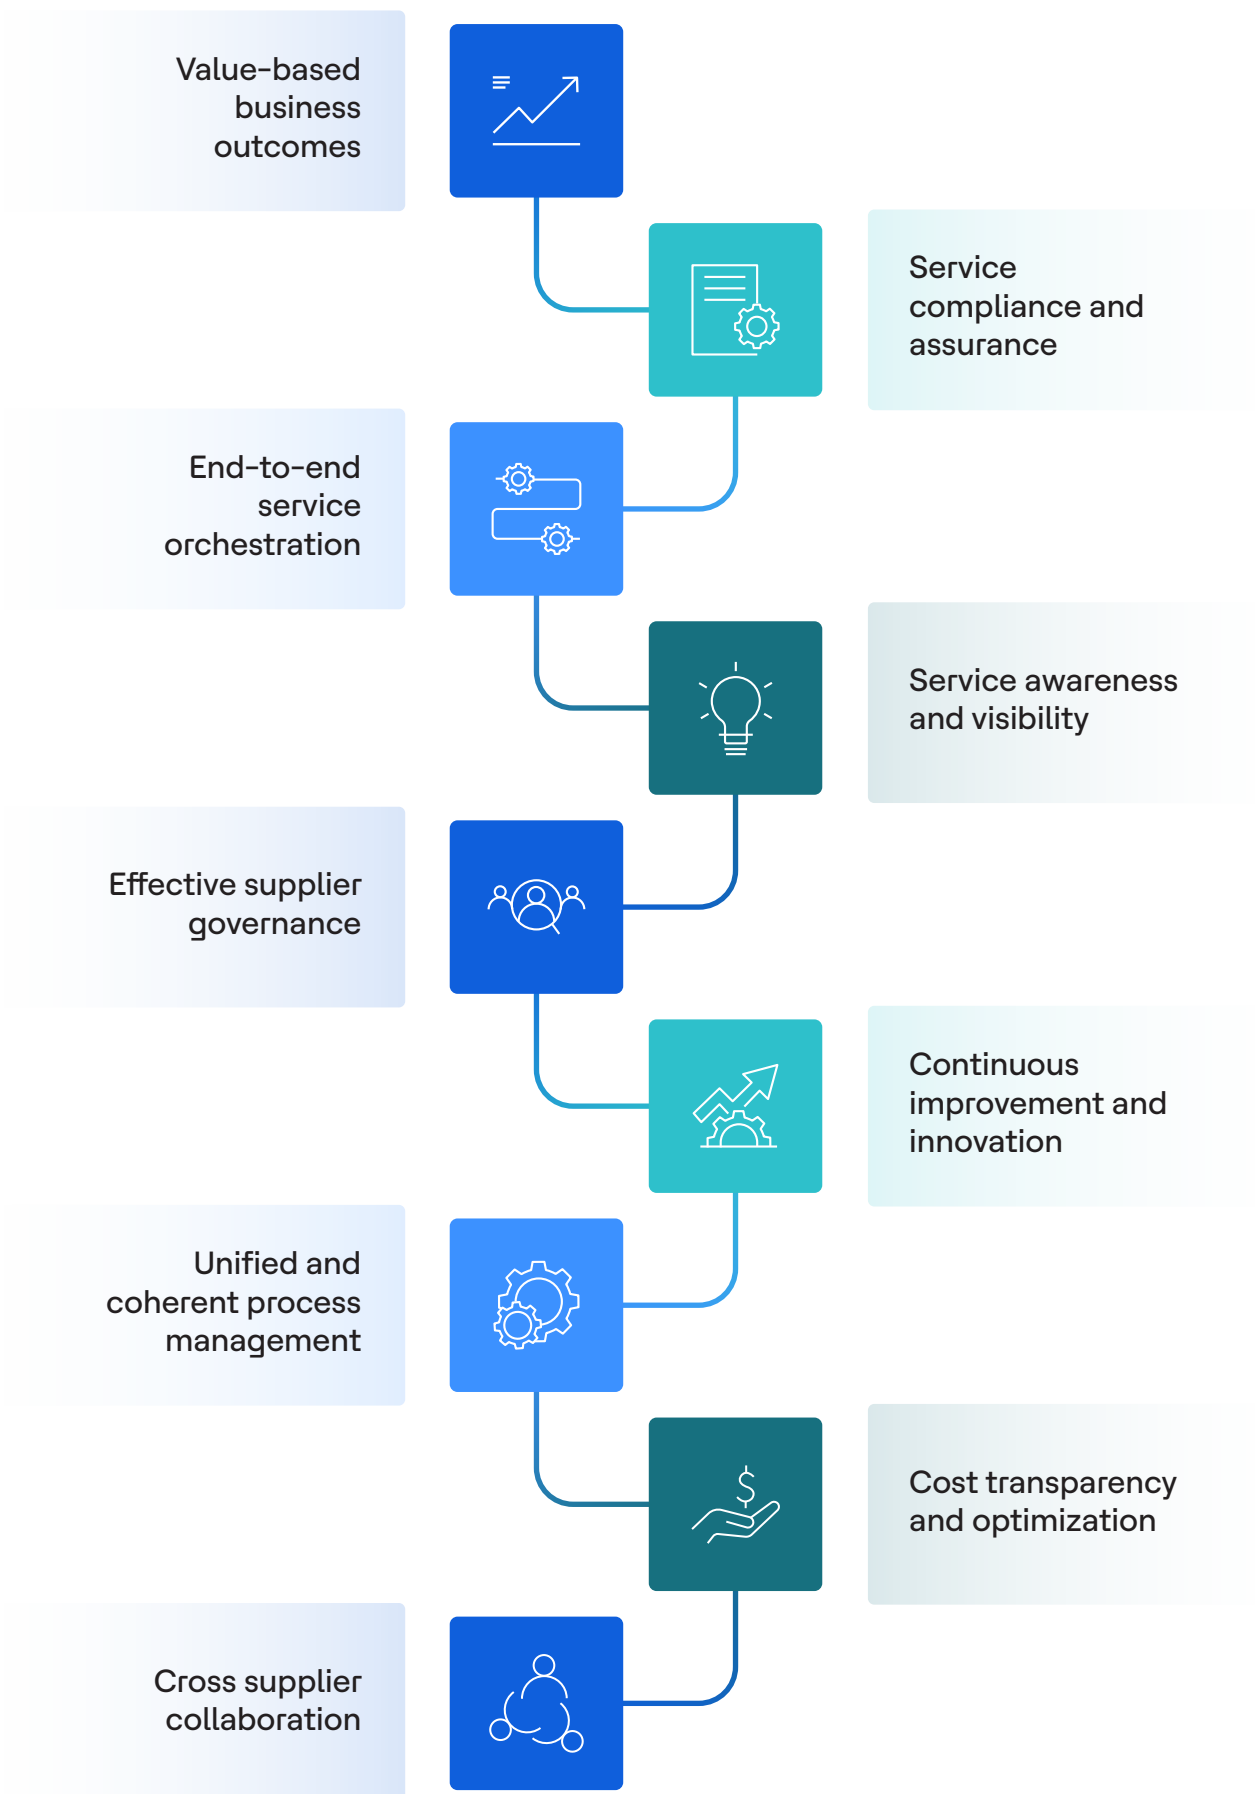 Value-based
business
outcomes
Service
compliance and
assurance
End-to-end
service
orchestration
Service awareness
and visibility
Effective supplier
governance
Continuous
improvement and
innovation
Unified and
coherent process
management
Cost transparency
and optimization
Cross supplier
collaboration